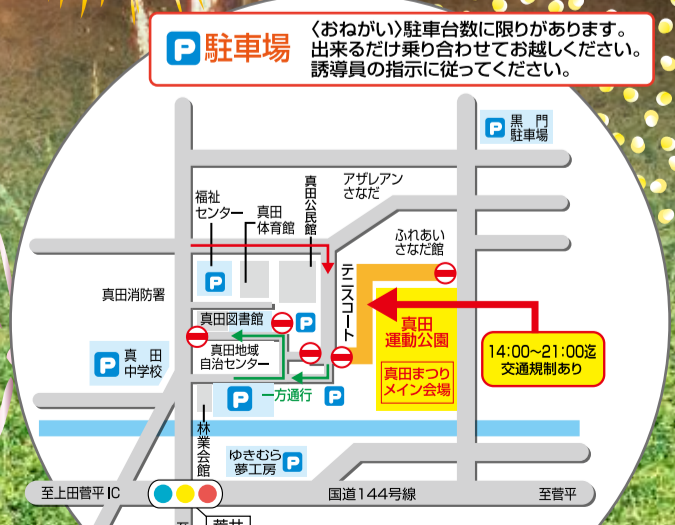 P 駐車場
〈おねがい〉駐車台数に限りがあります。
出来るだけ乗り合わせてお越しください。
誘導員の指示に従ってください。
P 黒門
駐車場
アザレアン
さなだ
真田公民館
福祉
センター
真田
体育館
ふれあい
さなだ館
P
テニスコート
真田消防署
P
真田図書館
P
真田
運動公園
14:00~21:00迄
交通規制あり
真田地域
自治センター
P 真田
中学校
真田まつり
メイン会場
一方通行
P
P
林業会館
ゆきむら
夢工房 P
至上田菅平IC
国道144号線
至菅平